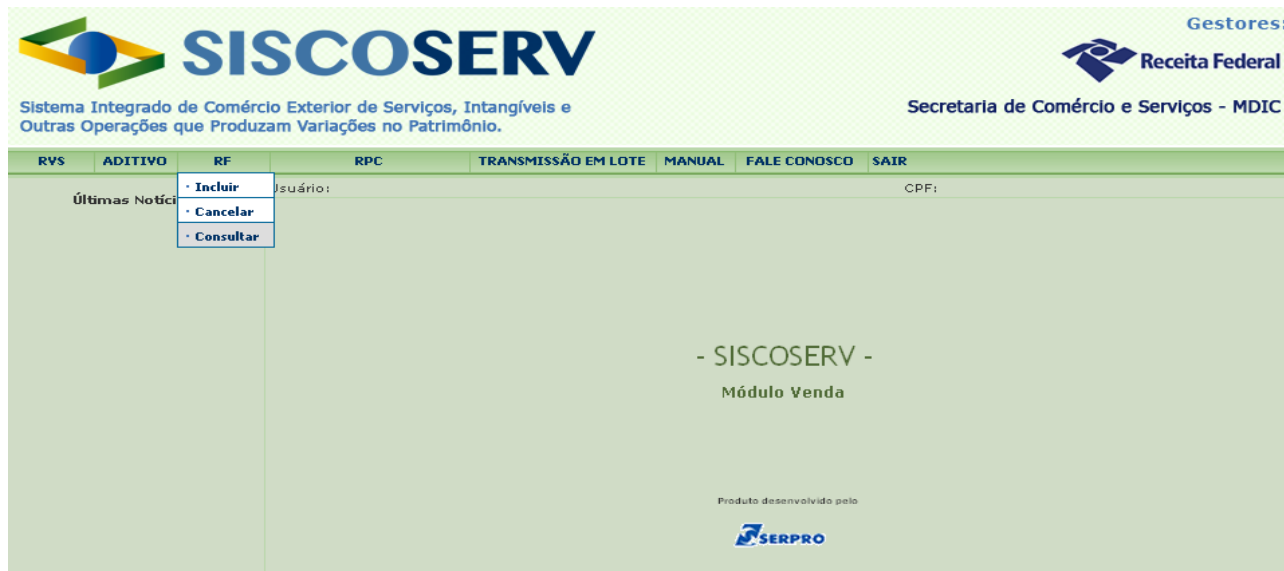 SISCOSERV
Gestores:
Receita Federal
Sistema Integrado de Comércio Exterior de Serviços, Intangíveis e
Outras Operações que Produzam Variações no Patrimônio.
Secretaria de Comércio e Serviços - MDIC
RVS ADITIVO RF RPC TRANSMISSÃO EM LOTE MANUAL FALE CONOSCO SAIR
Últimas Notíci
· Incluir
· Cancelar
· Consultar
Usuário:
CPF:
- SISCOSERV -
Módulo Venda
Produto desenvolvido pelo
SERPRO